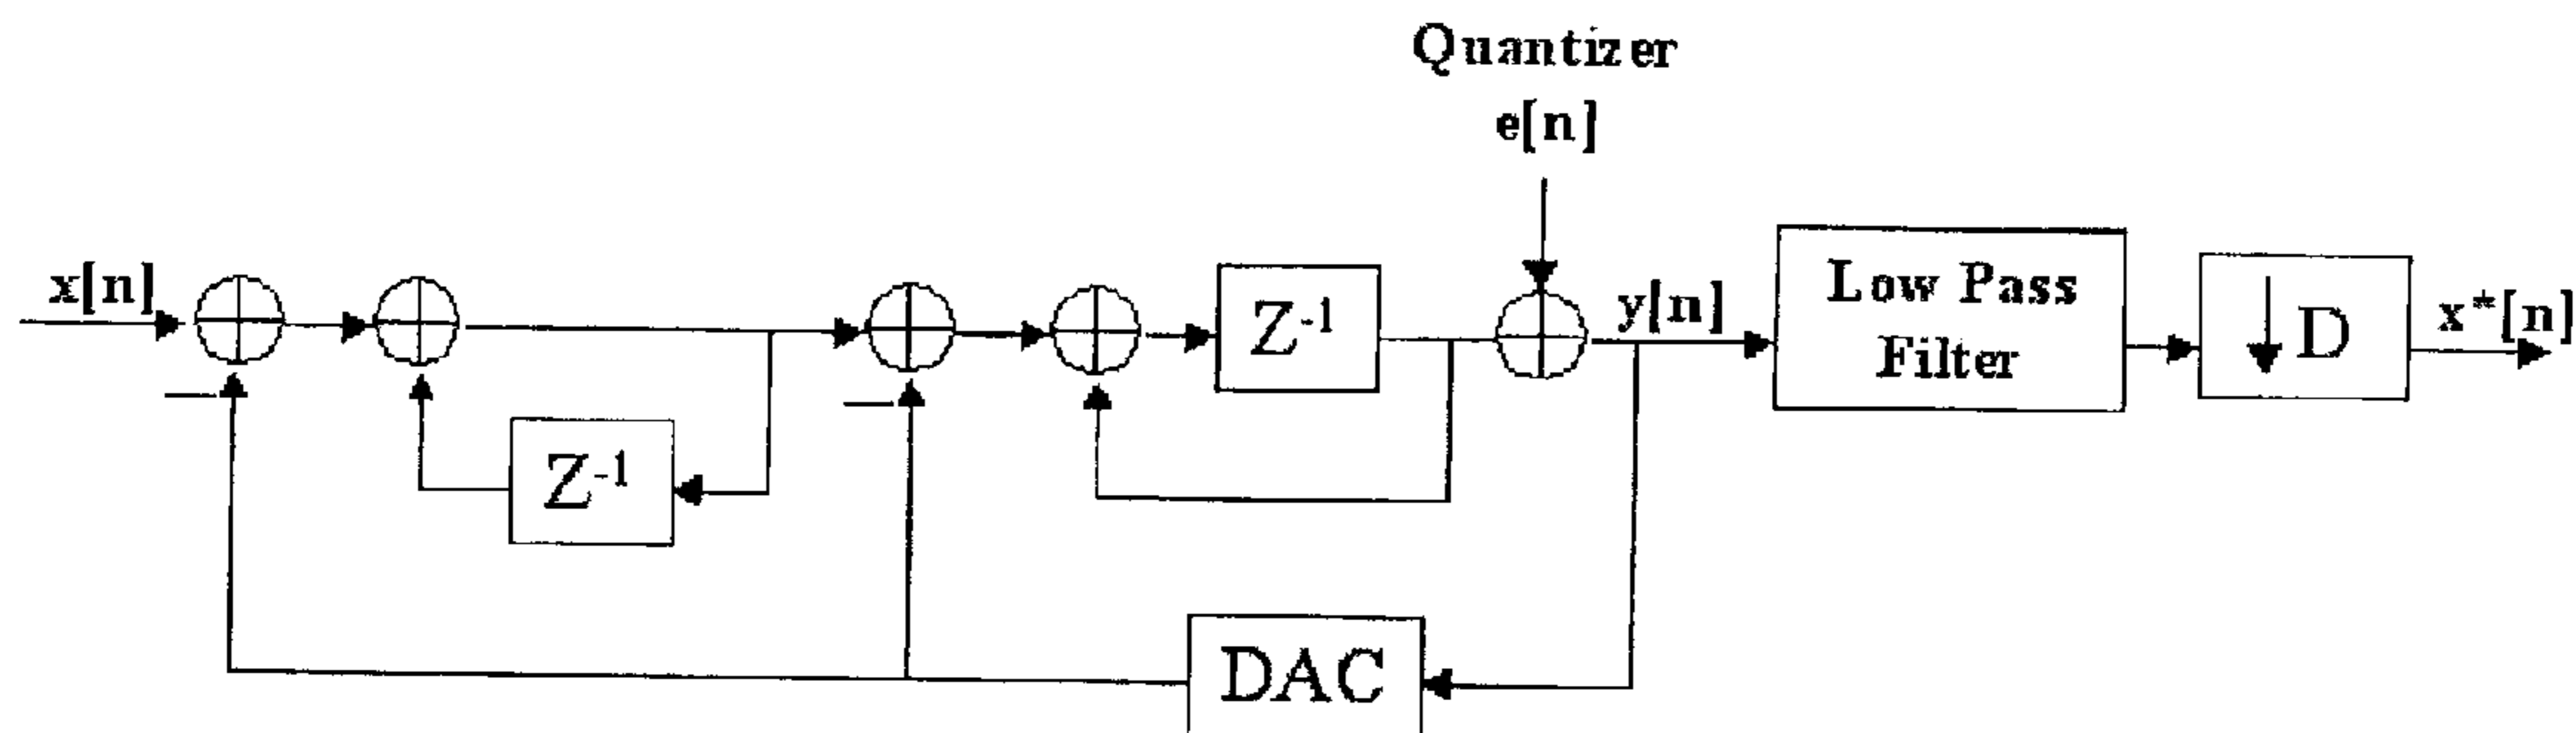 Quantizer
e[n]
x[n]
Z-1
y[n]
Low Pass
Filter
↓ D
x*[n]
Z-1
DAC